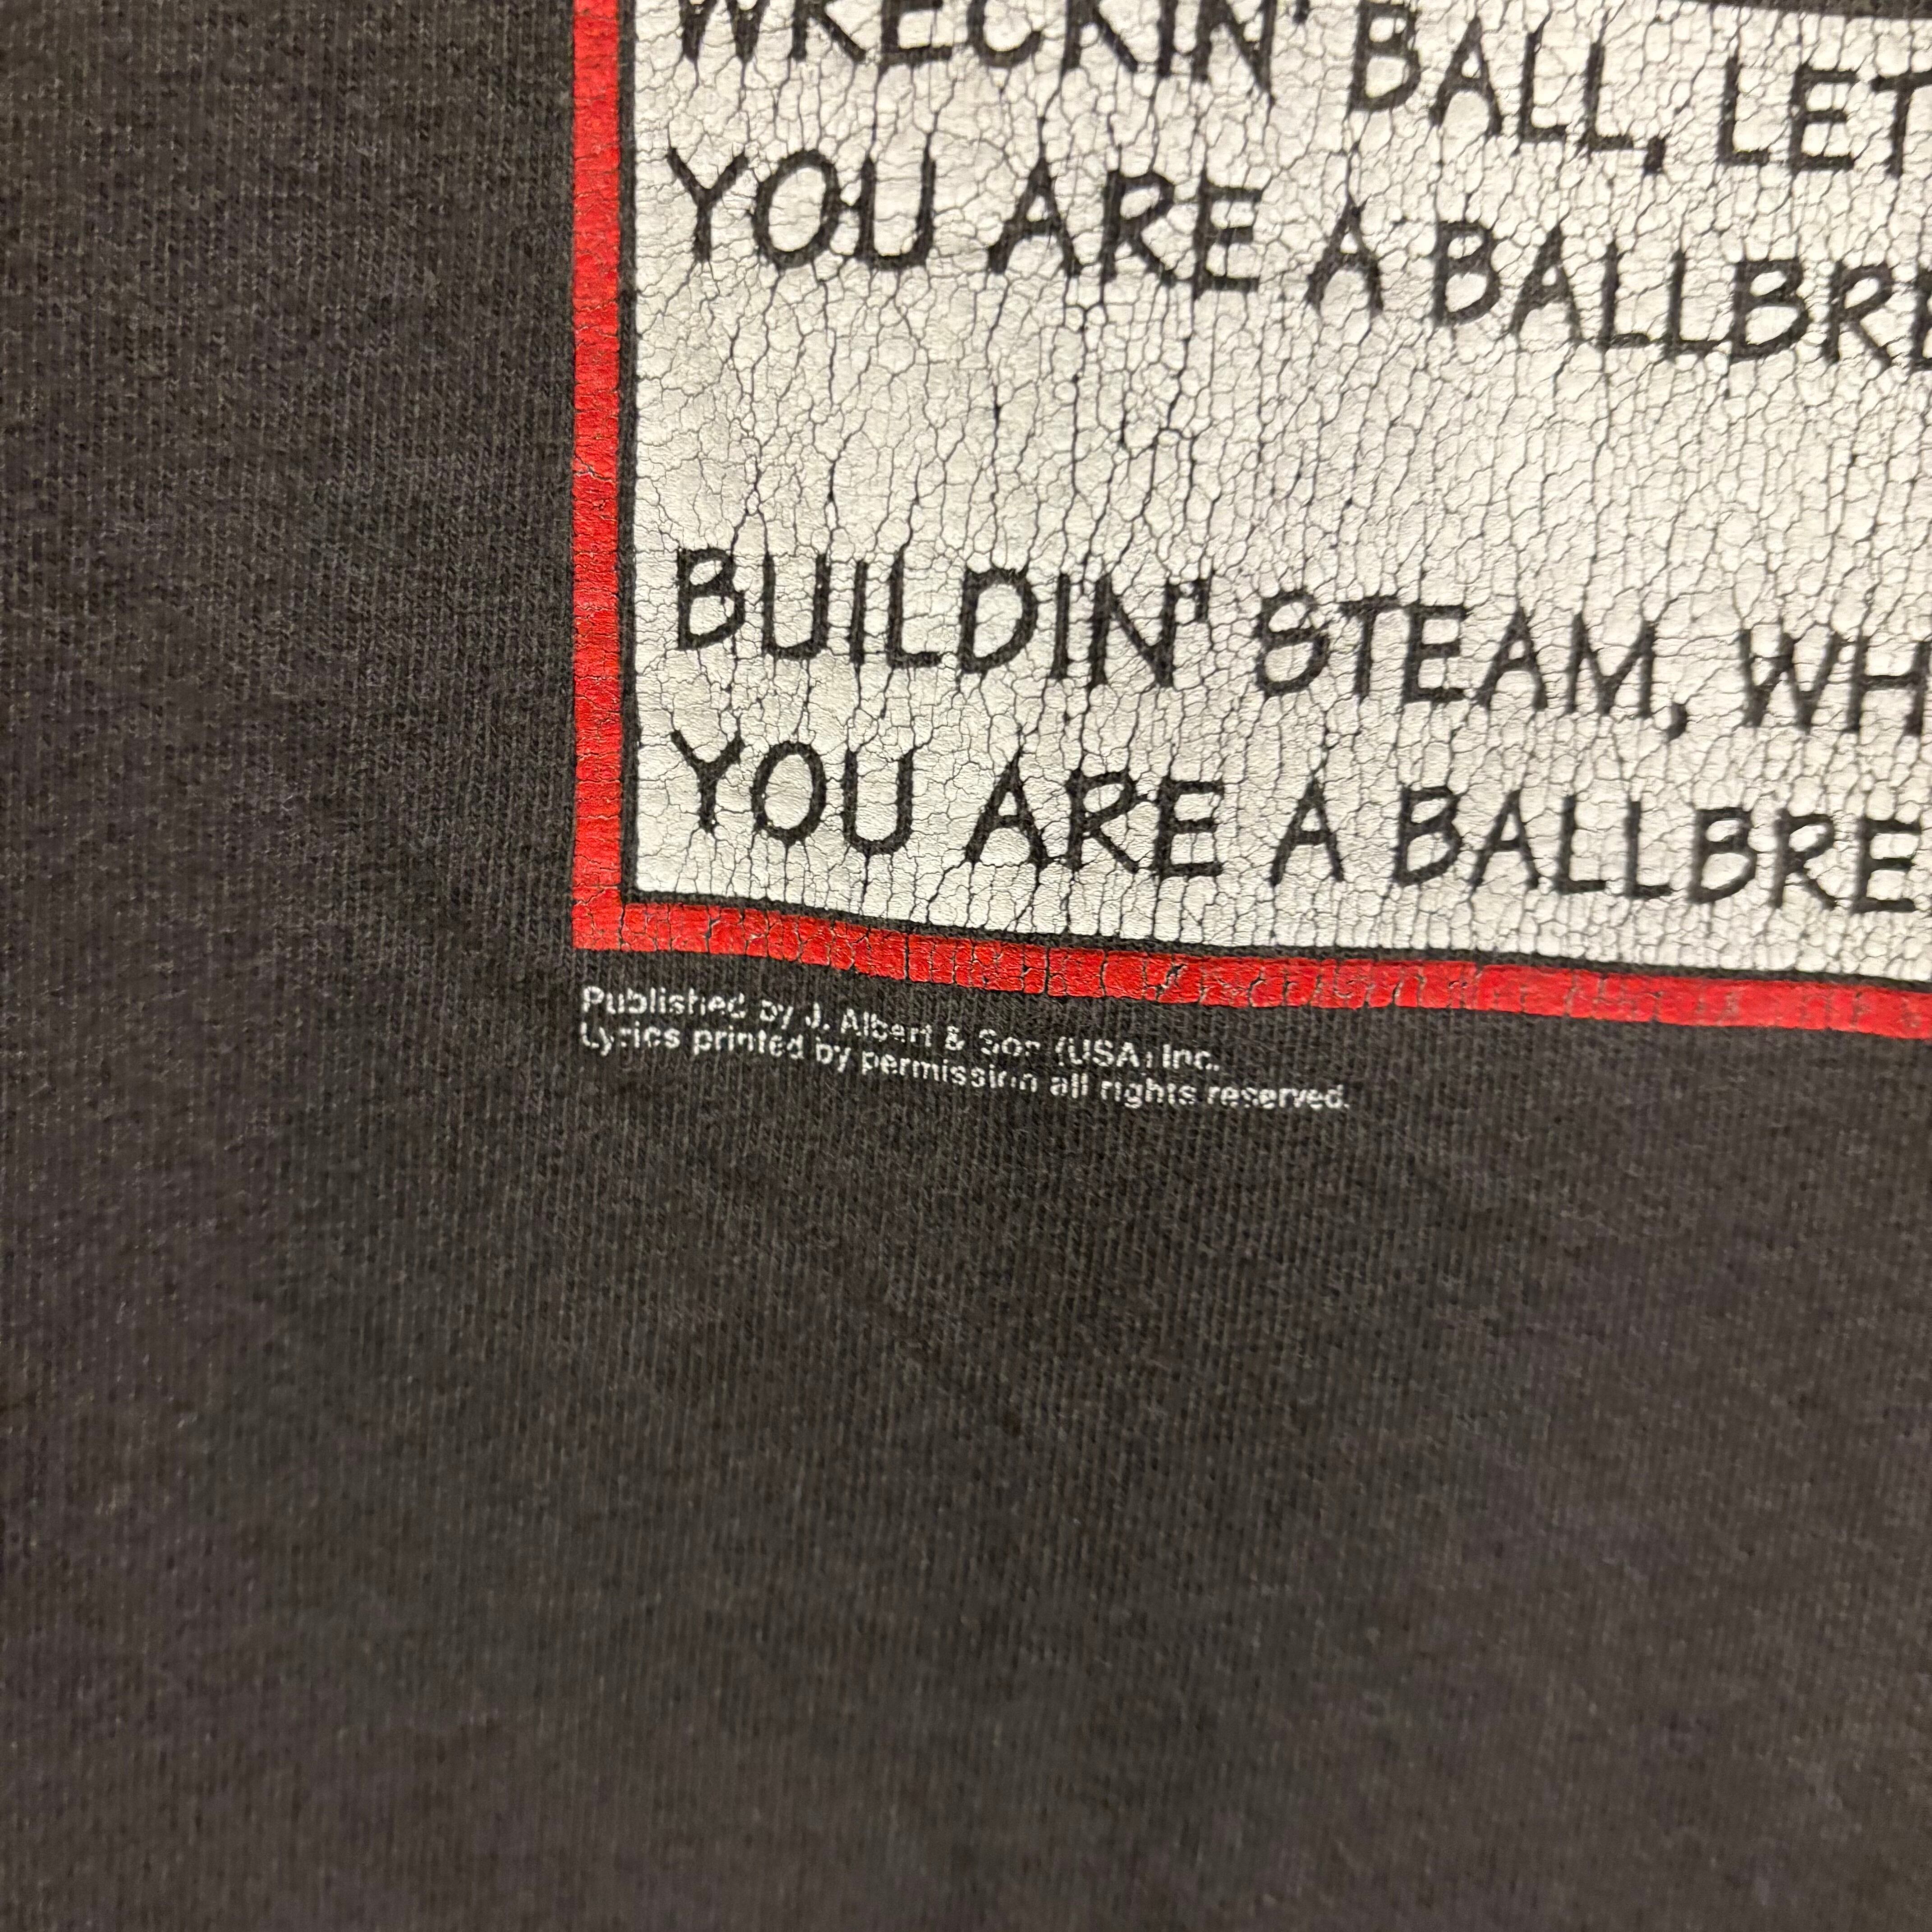 WRECKIN' BALL, LET
YOU ARE A BALLBRE
BUILDIN' STEAM, WH
YOU ARE A BALLBRE
Published by J. Albert & Son (USA) Inc.
Lyrics printed by permission all rights reserved.